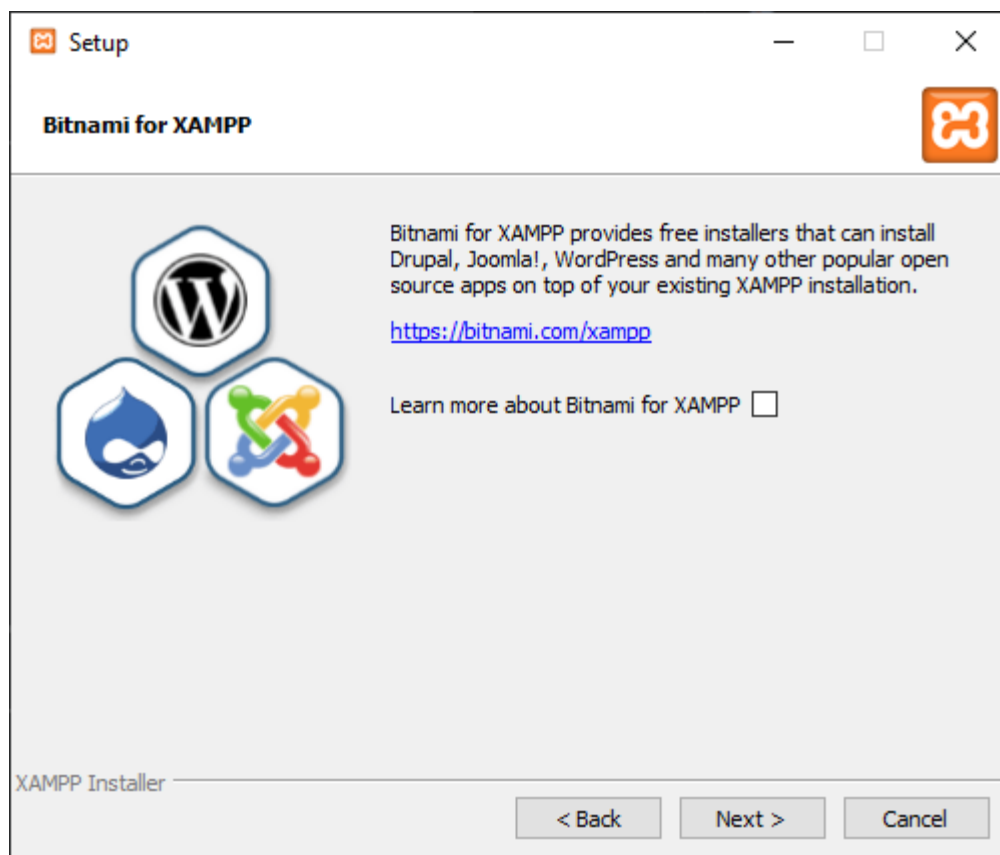 Setup
Bitnami for XAMPP
Bitnami for XAMPP provides free installers that can install
Drupal, Joomla!, WordPress and many other popular open
source apps on top of your existing XAMPP installation.
https://bitnami.com/xampp
Learn more about Bitnami for XAMPP
XAMPP Installer
< Back
Next >
Cancel